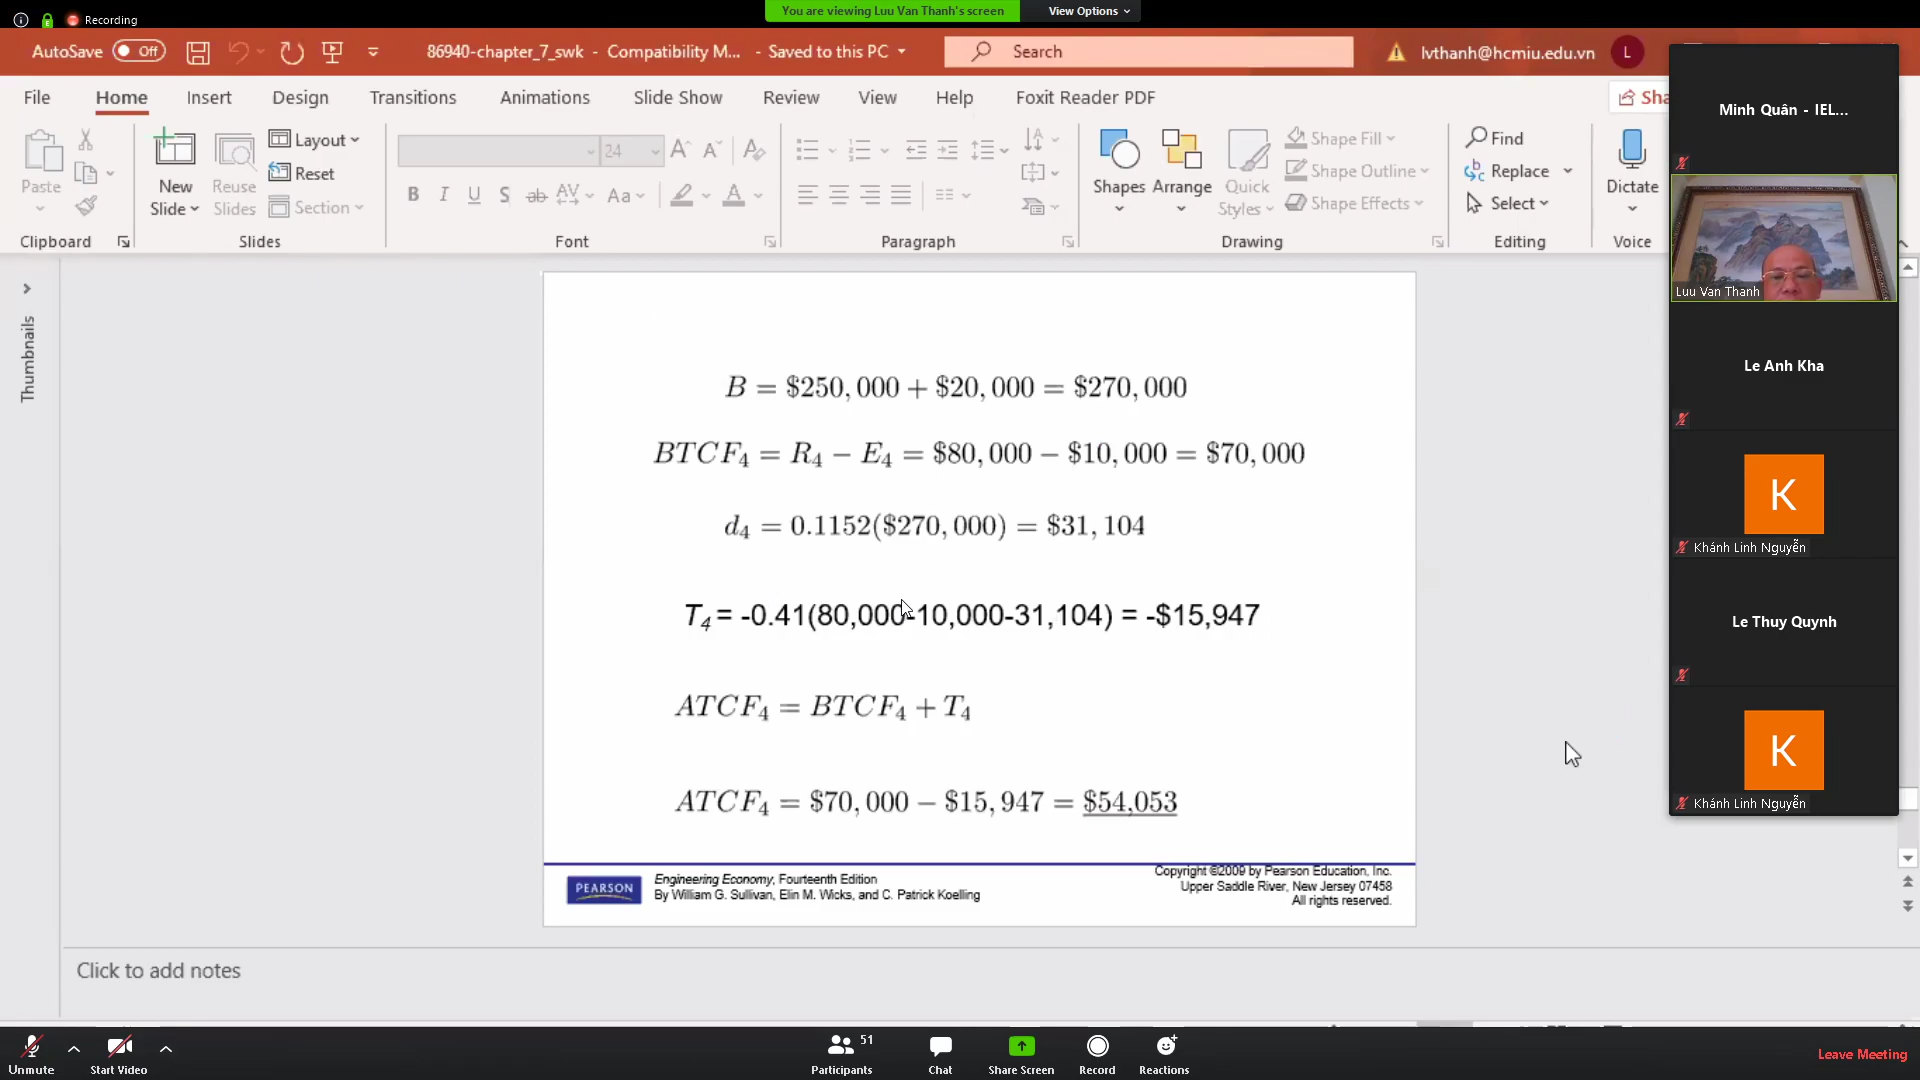 Recording
You are viewing Luu Van Thanh's screen
View Options
AutoSave Off
86940-chapter_7_swk - Compatibility M... - Saved to this PC
Search
lvthanh@hcmiu.edu.vn
L
File Home Insert Design Transitions Animations Slide Show Review View Help Foxit Reader PDF
Sha
Paste
New Slide
Reuse Slides
Layout
Reset
Section
24
Aa
Shapes
Arrange
Quick Styles
Shape Fill
Shape Outline
Shape Effects
Find
Replace
Select
Dictate
Clipboard
Slides
Font
Paragraph
Drawing
Editing
Voice
Thumbnails
B = $250,000 + $20,000 = $270,000
BTCF₄ = R₄ − E₄ = $80,000 − $10,000 = $70,000
d₄ = 0.1152($270,000) = $31,104
T₄ = -0.41(80,000-10,000-31,104) = -$15,947
ATCF₄ = BTCF₄ + T₄
ATCF₄ = $70,000 − $15,947 = $54,053
PEARSON
Engineering Economy, Fourteenth Edition
By William G. Sullivan, Elin M. Wicks, and C. Patrick Koelling
Copyright ©2009 by Pearson Education, Inc.
Upper Saddle River, New Jersey 07458
All rights reserved.
Click to add notes
Minh Quân - IEL...
Luu Van Thanh
Le Anh Kha
K
Khánh Linh Nguyễn
Le Thuy Quynh
K
Khánh Linh Nguyễn
Unmute
Start Video
Participants
51
Chat
Share Screen
Record
Reactions
Leave Meeting